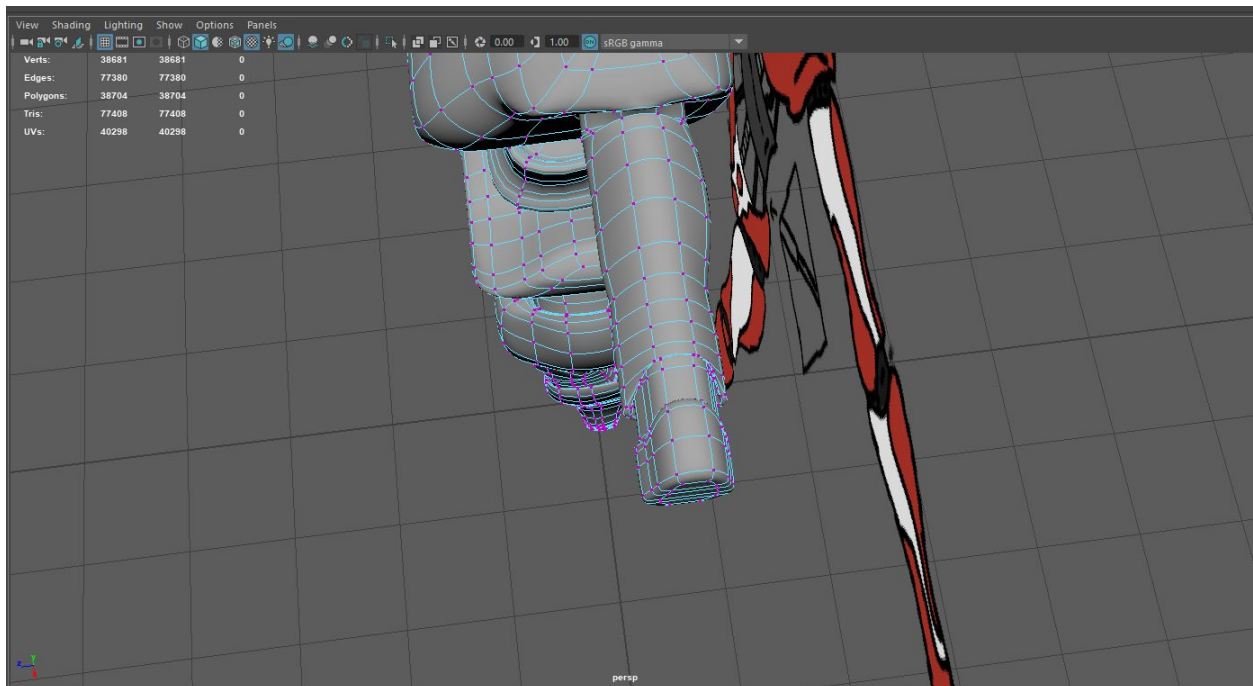 View Shading Lighting Show Options Panels
0.00 1.00 ON sRGB gamma
Verts: 38681 38681 0
Edges: 77380 77380 0
Polygons: 38704 38704 0
Tris: 77408 77408 0
UVs: 40298 40298 0
z Y
persp